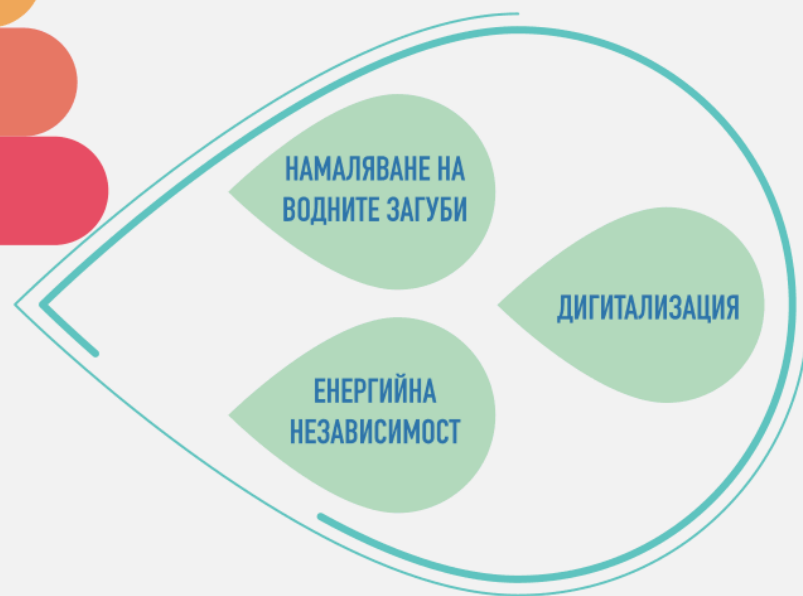 НАМАЛЯВАНЕ НА
ВОДНИТЕ ЗАГУБИ
ДИГИТАЛИЗАЦИЯ
ЕНЕРГИЙНА
НЕЗАВИСИМОСТ